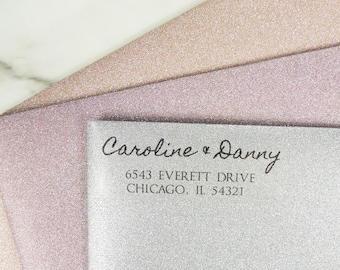 Caroline & Danny
6543 EVERETT DRIVE
CHICAGO, IL 54321